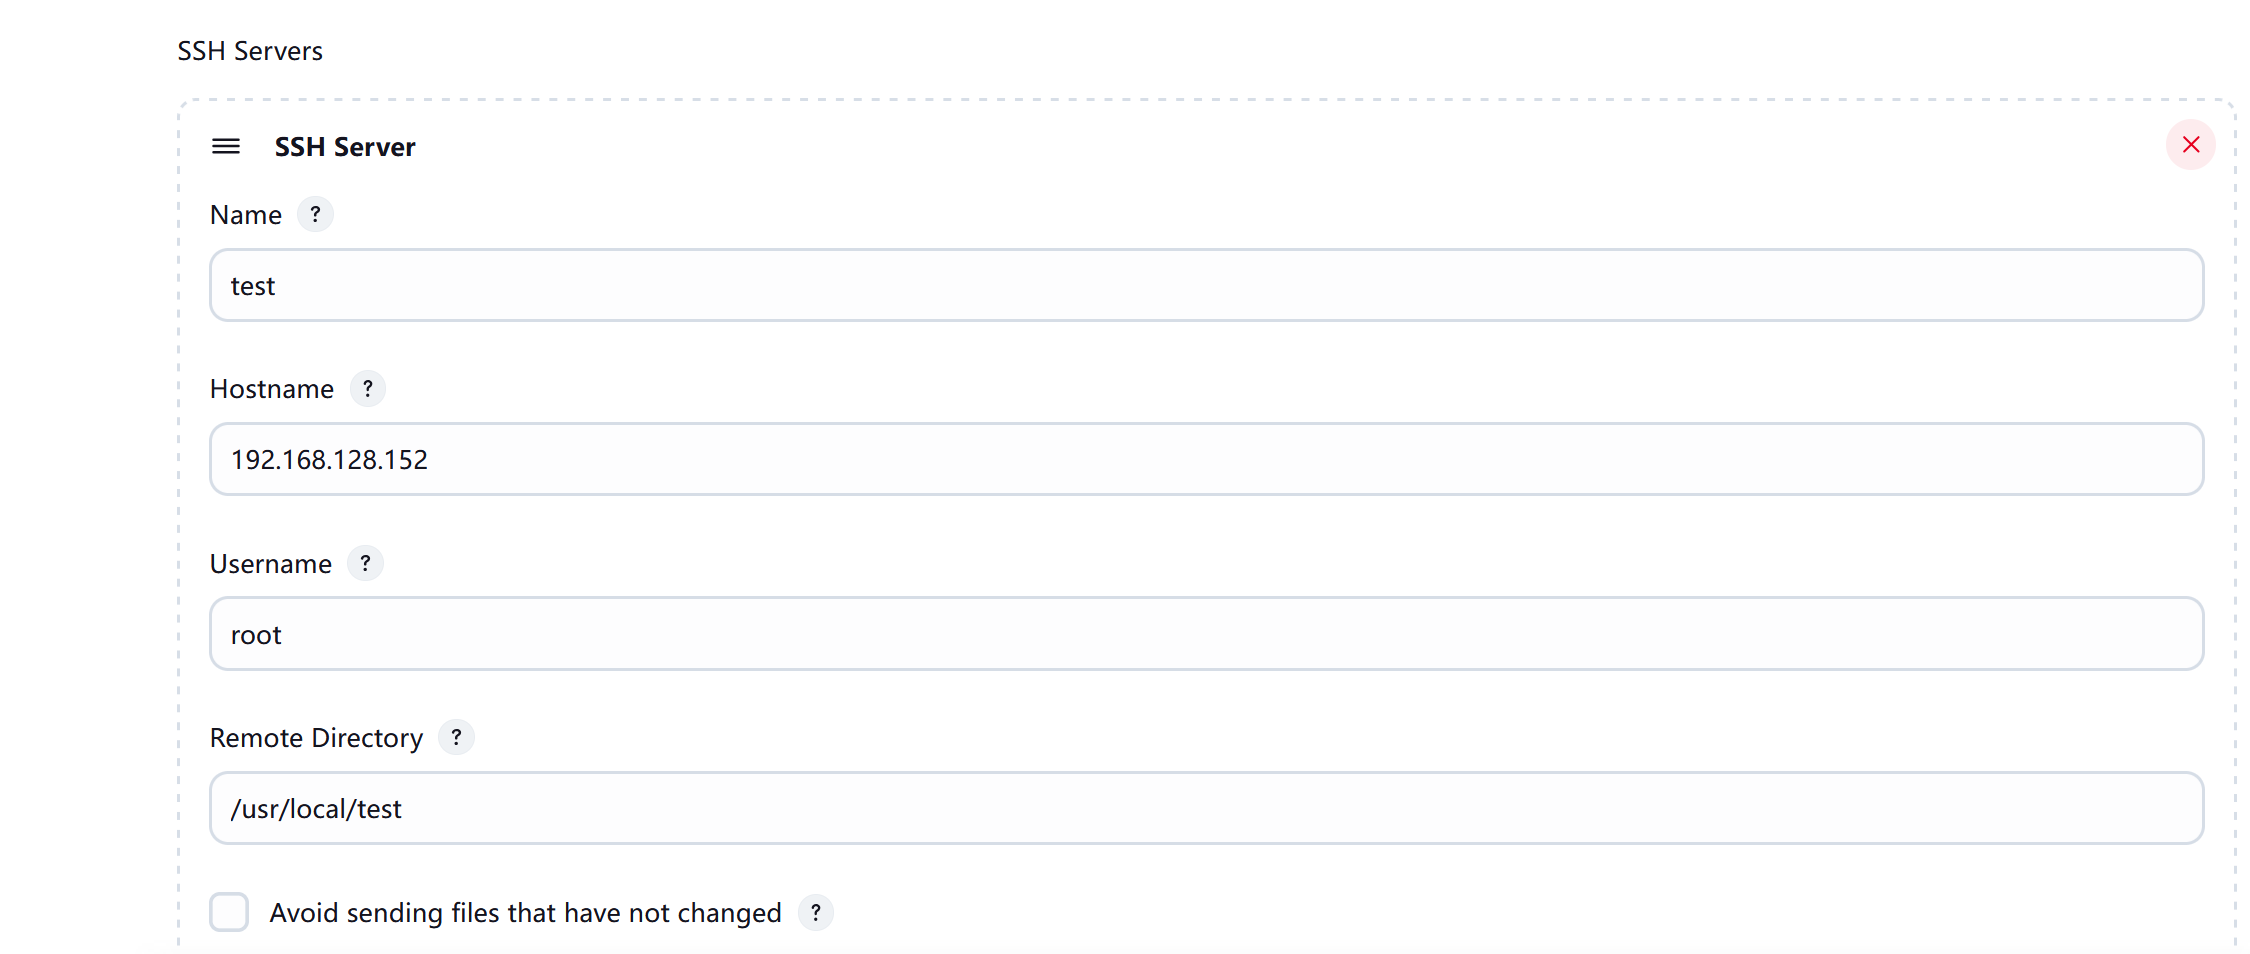 SSH Servers
SSH Server
Name ?
test
Hostname ?
192.168.128.152
Username ?
root
Remote Directory ?
/usr/local/test
Avoid sending files that have not changed ?